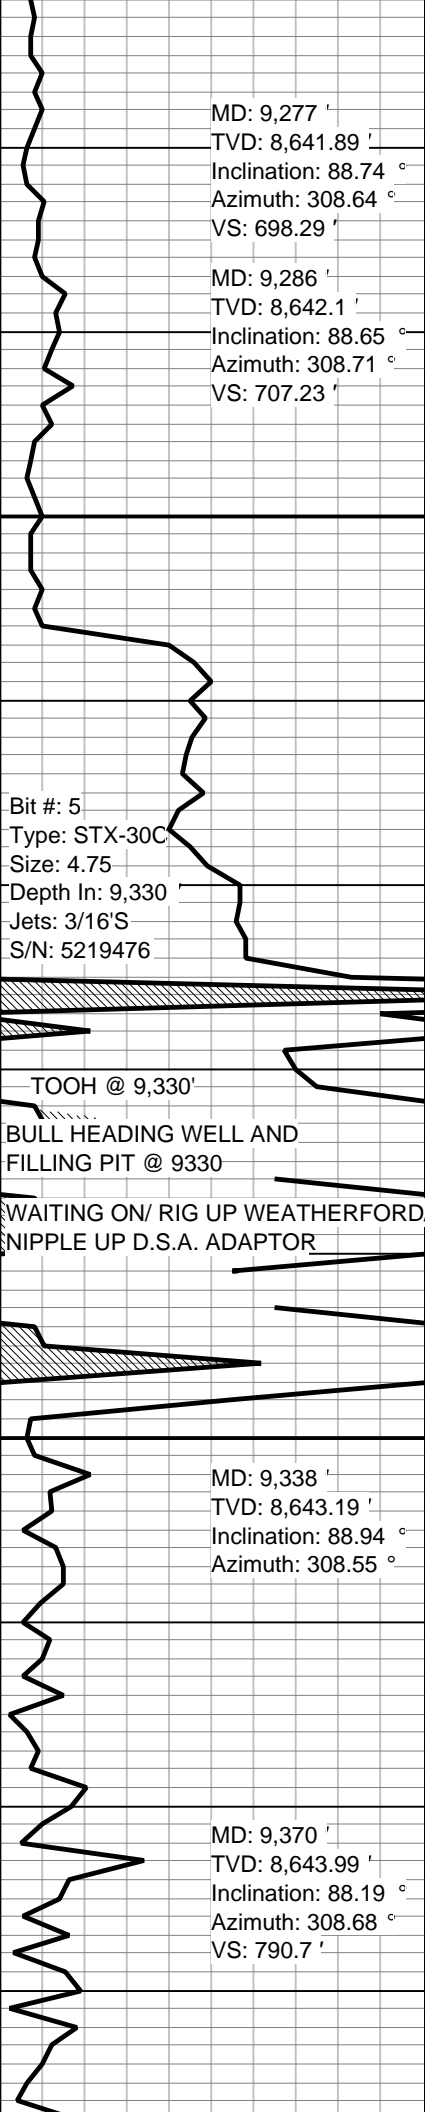 MD: 9,277 '
TVD: 8,641.89 '
Inclination: 88.74 °
Azimuth: 308.64 °
VS: 698.29 '
MD: 9,286 '
TVD: 8,642.1 '
Inclination: 88.65 °
Azimuth: 308.71 °
VS: 707.23 '
Bit #: 5
Type: STX-30C
Size: 4.75
Depth In: 9,330 '
Jets: 3/16'S
S/N: 5219476
TOOH @ 9,330'
BULL HEADING WELL AND
FILLING PIT @ 9330
WAITING ON/ RIG UP WEATHERFORD/
NIPPLE UP D.S.A. ADAPTOR
MD: 9,338 '
TVD: 8,643.19 '
Inclination: 88.94 °
Azimuth: 308.55 °
MD: 9,370 '
TVD: 8,643.99 '
Inclination: 88.19 °
Azimuth: 308.68 °
VS: 790.7 '